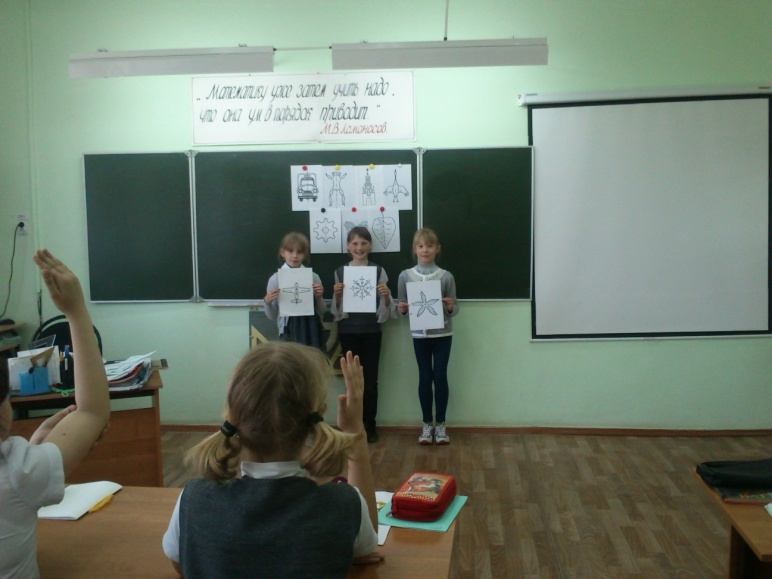 „Математику уже затем учить надо,
что она ум в порядок приводит"
М.В.Ломоносов.